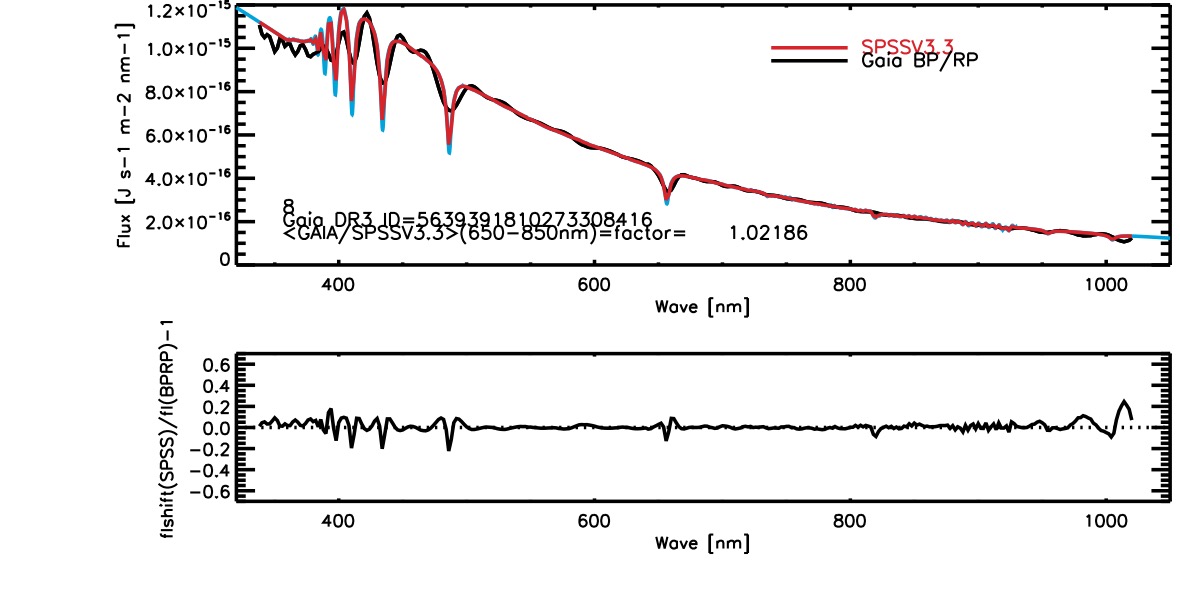 1.2×10⁻¹⁵
1.0×10⁻¹⁵
8.0×10⁻¹⁶
6.0×10⁻¹⁶
4.0×10⁻¹⁶
2.0×10⁻¹⁶
0
Flux [J s−1 m−2 nm−1]
SPSSV3.3
Gaia BP/RP
8
Gaia DR3 ID=5639391810273308416
<GAIA/SPSSV3.3>(650−850nm)=factor= 1.02186
400 600 800 1000
Wave [nm]
0.6
0.4
0.2
0.0
−0.2
−0.4
−0.6
flshift(SPSS)/fl(BPRP)−1
400 600 800 1000
Wave [nm]